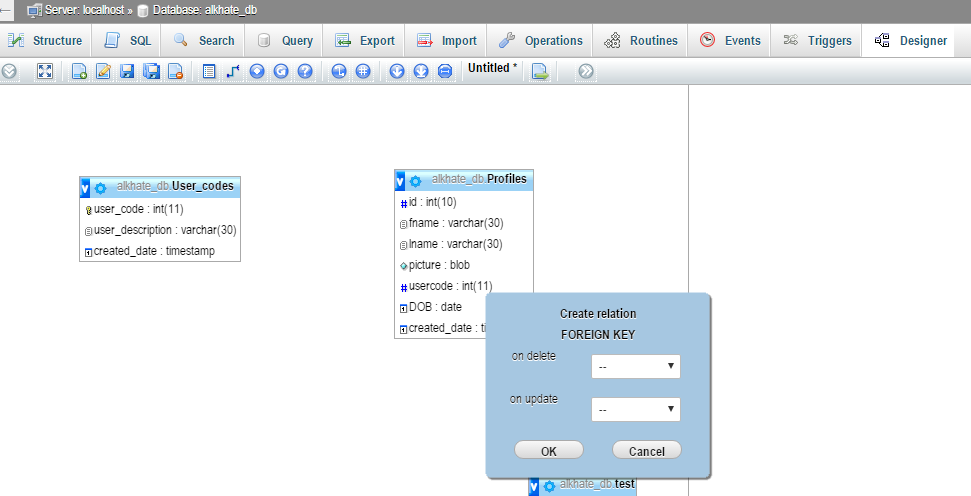 Server: localhost » Database: alkhate_db
Structure SQL Search Query Export Import Operations Routines Events Triggers Designer
Untitled *
alkhate_db.User_codes
user_code : int(11)
user_description : varchar(30)
created_date : timestamp
alkhate_db.Profiles
id : int(10)
fname : varchar(30)
lname : varchar(30)
picture : blob
usercode : int(11)
DOB : date
created_date : ti
Create relation
FOREIGN KEY
on delete --
on update --
OK Cancel
alkhate_db.test